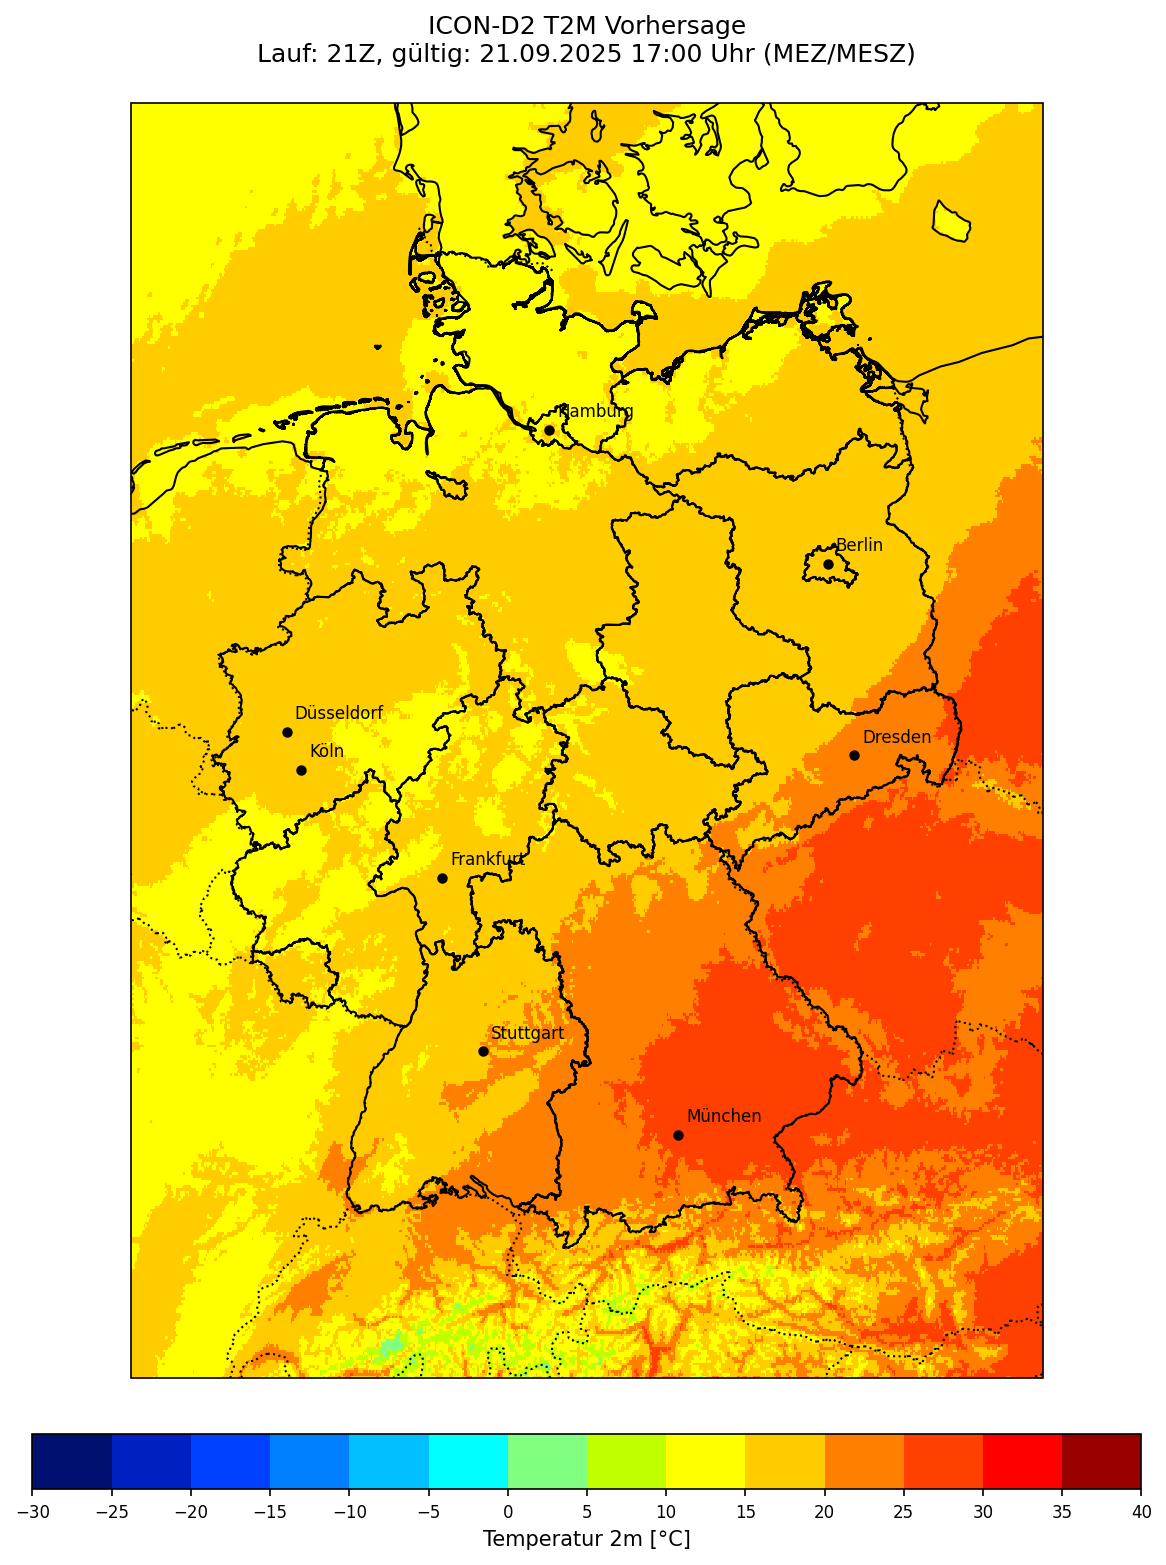 ICON-D2 T2M Vorhersage
Lauf: 21Z, gültig: 21.09.2025 17:00 Uhr (MEZ/MESZ)
Hamburg
Berlin
Düsseldorf
Dresden
Köln
Frankfurt
Stuttgart
München
−30 −25 −20 −15 −10 −5 0 5 10 15 20 25 30 35 40
Temperatur 2m [°C]